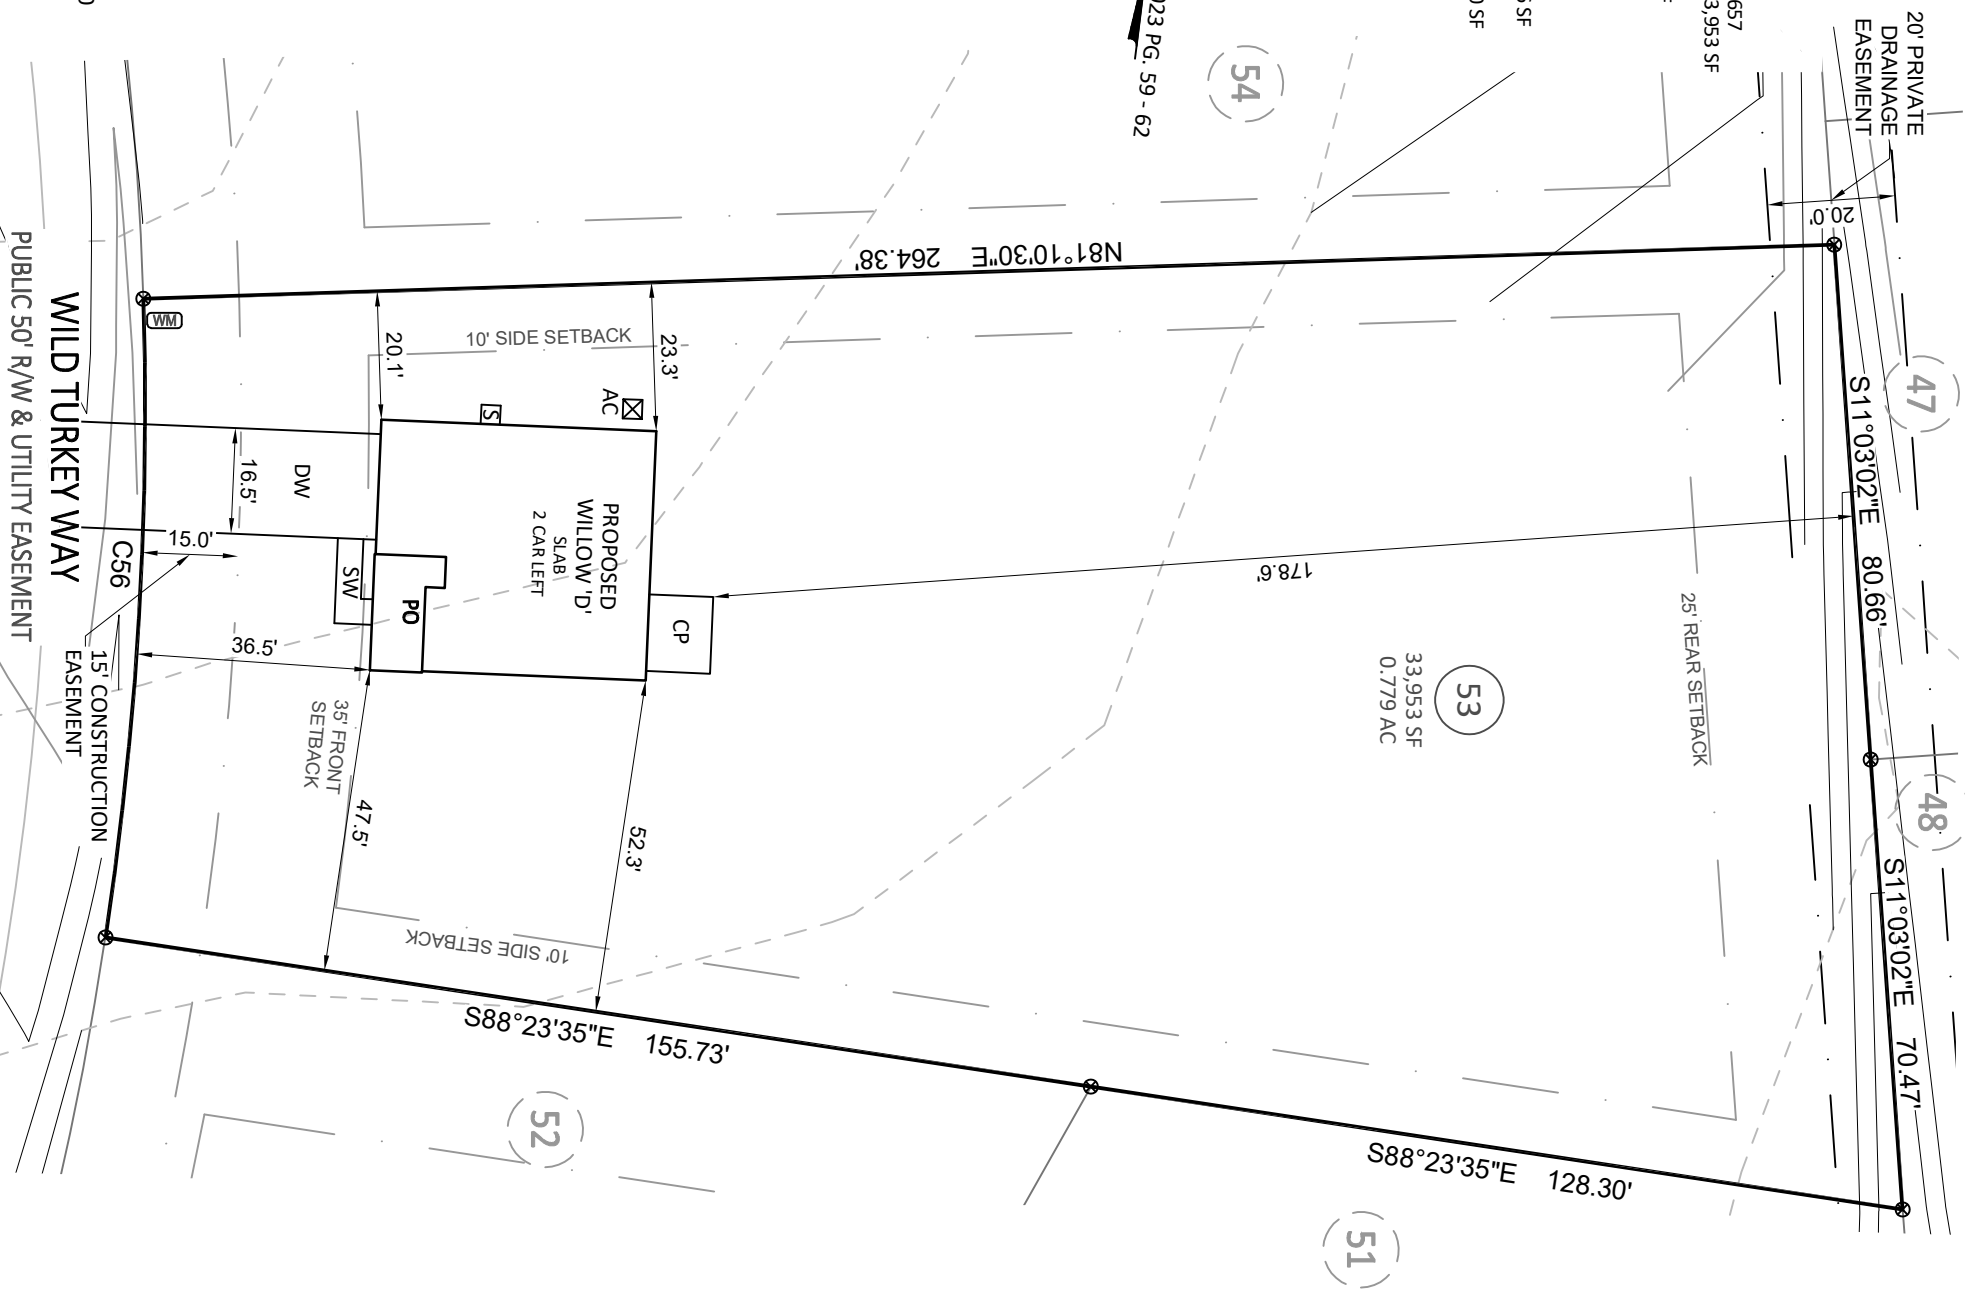 20' PRIVATE
DRAINAGE
EASEMENT
657
3,953 SF
SF
0 SF
023 PG. 59 - 62
54
47
48
20.0'
N81°10'30"E 264.38'
S11°03'02"E 80.66'
S11°03'02"E 70.47'
WM
10' SIDE SETBACK
20.1'
23.3'
AC
S
DW
16.5'
15.0'
SW
PO
PROPOSED
WILLOW 'D'
SLAB
2 CAR LEFT
CP
178.6'
25' REAR SETBACK
53
33,953 SF
0.779 AC
36.5'
35' FRONT
SETBACK
47.5'
52.3'
10' SIDE SETBACK
C56
15' CONSTRUCTION
EASEMENT
WILD TURKEY WAY
PUBLIC 50' R/W & UTILITY EASEMENT
S88°23'35"E 155.73'
S88°23'35"E 128.30'
52
51